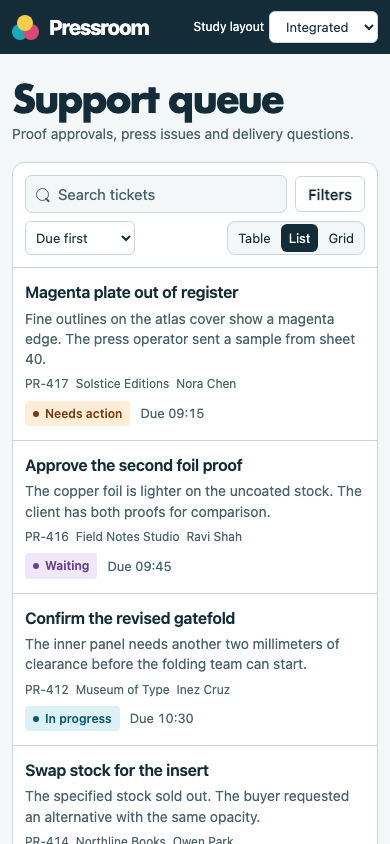 Pressroom
Study layout
Integrated
Support queue
Proof approvals, press issues and delivery questions.
Search tickets
Filters
Due first
Table
List
Grid
Magenta plate out of register
Fine outlines on the atlas cover show a magenta
edge. The press operator sent a sample from sheet
40.
PR-417 Solstice Editions Nora Chen
Needs action Due 09:15
Approve the second foil proof
The copper foil is lighter on the uncoated stock. The
client has both proofs for comparison.
PR-416 Field Notes Studio Ravi Shah
Waiting Due 09:45
Confirm the revised gatefold
The inner panel needs another two millimeters of
clearance before the folding team can start.
PR-412 Museum of Type Inez Cruz
In progress Due 10:30
Swap stock for the insert
The specified stock sold out. The buyer requested
an alternative with the same opacity.
PR-414 Northline Books Owen Park